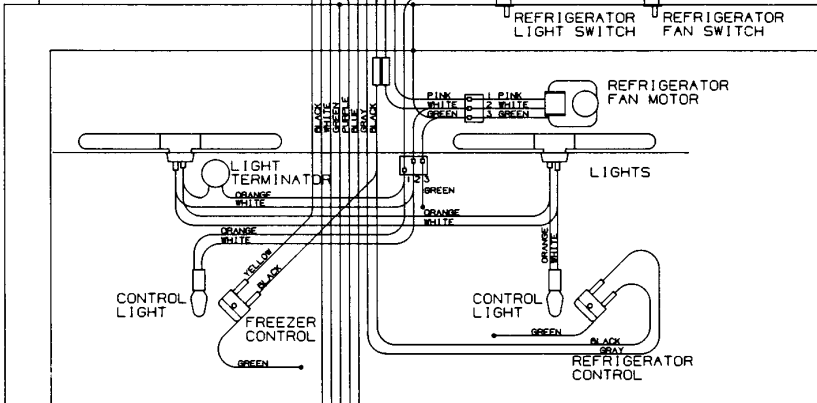 REFRIGERATOR
LIGHT SWITCH
REFRIGERATOR
FAN SWITCH
PINK
WHITE
GREEN
1 PINK
2 WHITE
3 GREEN
REFRIGERATOR
FAN MOTOR
BLACK
WHITE
GREEN
PURPLE
BLUE
GRAY
BLACK
LIGHT
TERMINATOR
LIGHTS
1 2 3
GREEN
ORANGE
WHITE
ORANGE
WHITE
ORANGE
WHITE
ORANGE
WHITE
YELLOW
BLACK
CONTROL
LIGHT
FREEZER
CONTROL
GREEN
CONTROL
LIGHT
GREEN
BLACK
GRAY
REFRIGERATOR
CONTROL